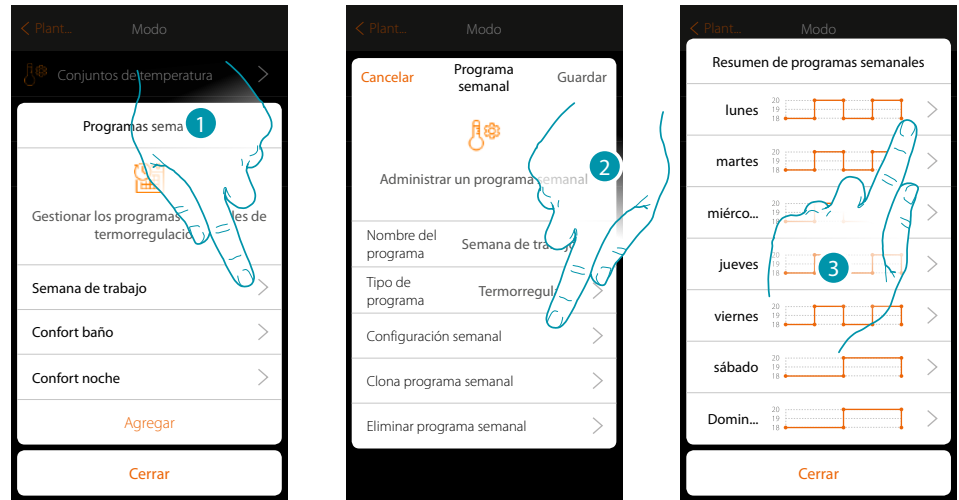 < Plant... Modo
Conjuntos de temperatura
Programas sema
1
Gestionar los programas les de
termorregulació
Semana de trabajo
Confort baño
Confort noche
Agregar
Cerrar
< Plant... Modo
Cancelar Programa semanal Guardar
2
Administrar un programa semanal
Nombre del programa Semana de trabajo
Tipo de programa Termorregul
Configuración semanal
Clona programa semanal
Eliminar programa semanal
< Plant... Modo
Resumen de programas semanales
lunes 20 19 18
martes 20 19 18
miérco... 20 19 18
jueves 20 19 18
3
viernes 20 19 18
sábado 20 19 18
Domin... 20 19 18
Cerrar